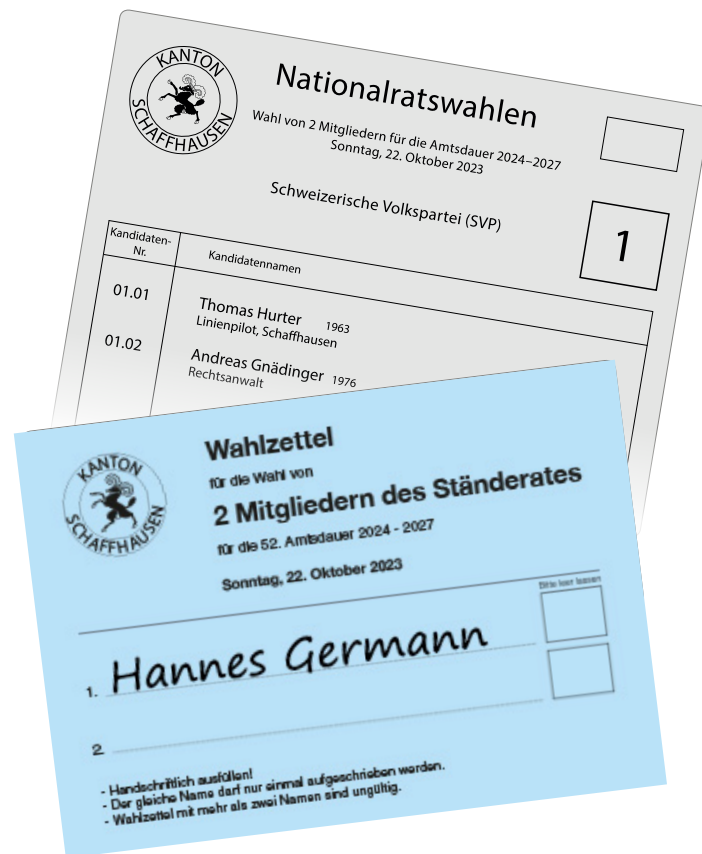 KANTON
SCHAFFHAUSEN
Nationalratswahlen
Wahl von 2 Mitgliedern für die Amtsdauer 2024–2027
Sonntag, 22. Oktober 2023
Schweizerische Volkspartei (SVP)
1
Kandidaten-
Nr.
Kandidatennamen
01.01
Thomas Hurter 1963
Linienpilot, Schaffhausen
01.02
Andreas Gnädinger 1976
Rechtsanwalt
KANTON
SCHAFFHAUSEN
Wahlzettel
für die Wahl von
2 Mitgliedern des Ständerates
für die 52. Amtsdauer 2024 - 2027
Sonntag, 22. Oktober 2023
Bitte leer lassen
1. Hannes Germann
2.
- Handschriftlich ausfüllen!
- Der gleiche Name darf nur einmal aufgeschrieben werden.
- Wahlzettel mit mehr als zwei Namen sind ungültig.